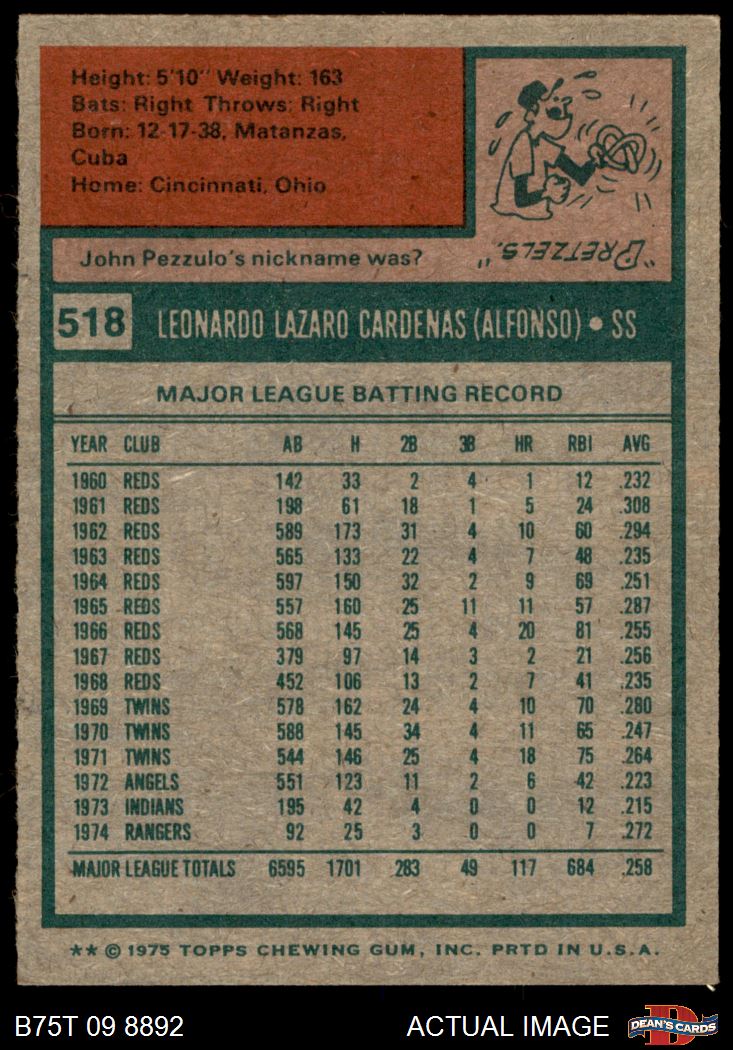 Height: 5'10" Weight: 163
Bats: Right Throws: Right
Born: 12-17-38, Matanzas,
Cuba
Home: Cincinnati, Ohio
John Pezzulo's nickname was?
"PRETZELS."
518 LEONARDO LAZARO CARDENAS (ALFONSO) • SS
MAJOR LEAGUE BATTING RECORD
YEAR CLUB AB H 2B 3B HR RBI AVG
1960 REDS 142 33 2 4 1 12 .232
1961 REDS 198 61 18 1 5 24 .308
1962 REDS 589 173 31 4 10 60 .294
1963 REDS 565 133 22 4 7 48 .235
1964 REDS 597 150 32 2 9 69 .251
1965 REDS 557 160 25 11 11 57 .287
1966 REDS 568 145 25 4 20 81 .255
1967 REDS 379 97 14 3 2 21 .256
1968 REDS 452 106 13 2 7 41 .235
1969 TWINS 578 162 24 4 10 70 .280
1970 TWINS 588 145 34 4 11 65 .247
1971 TWINS 544 146 25 4 18 75 .264
1972 ANGELS 551 123 11 2 6 42 .223
1973 INDIANS 195 42 4 0 0 12 .215
1974 RANGERS 92 25 3 0 0 7 .272
MAJOR LEAGUE TOTALS 6595 1701 283 49 117 684 .258
** © 1975 TOPPS CHEWING GUM, INC. PRTD IN U.S.A.
B75T 09 8892 ACTUAL IMAGE D DEAN'S CARDS